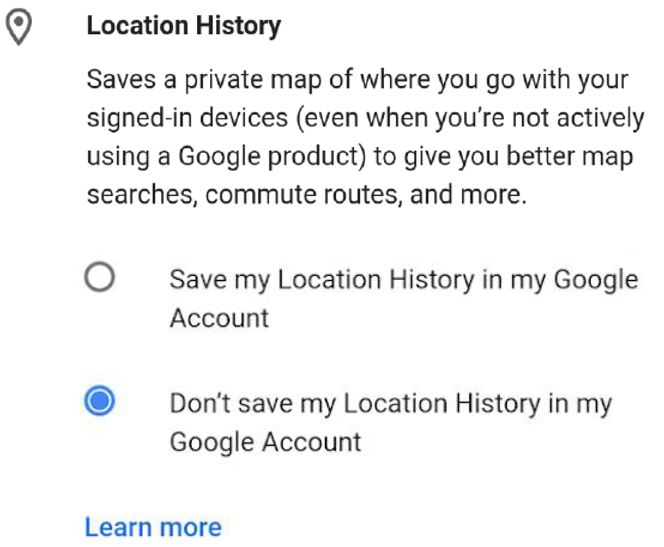 Location History
Saves a private map of where you go with your
signed-in devices (even when you're not actively
using a Google product) to give you better map
searches, commute routes, and more.
Save my Location History in my Google
Account
Don't save my Location History in my
Google Account
Learn more